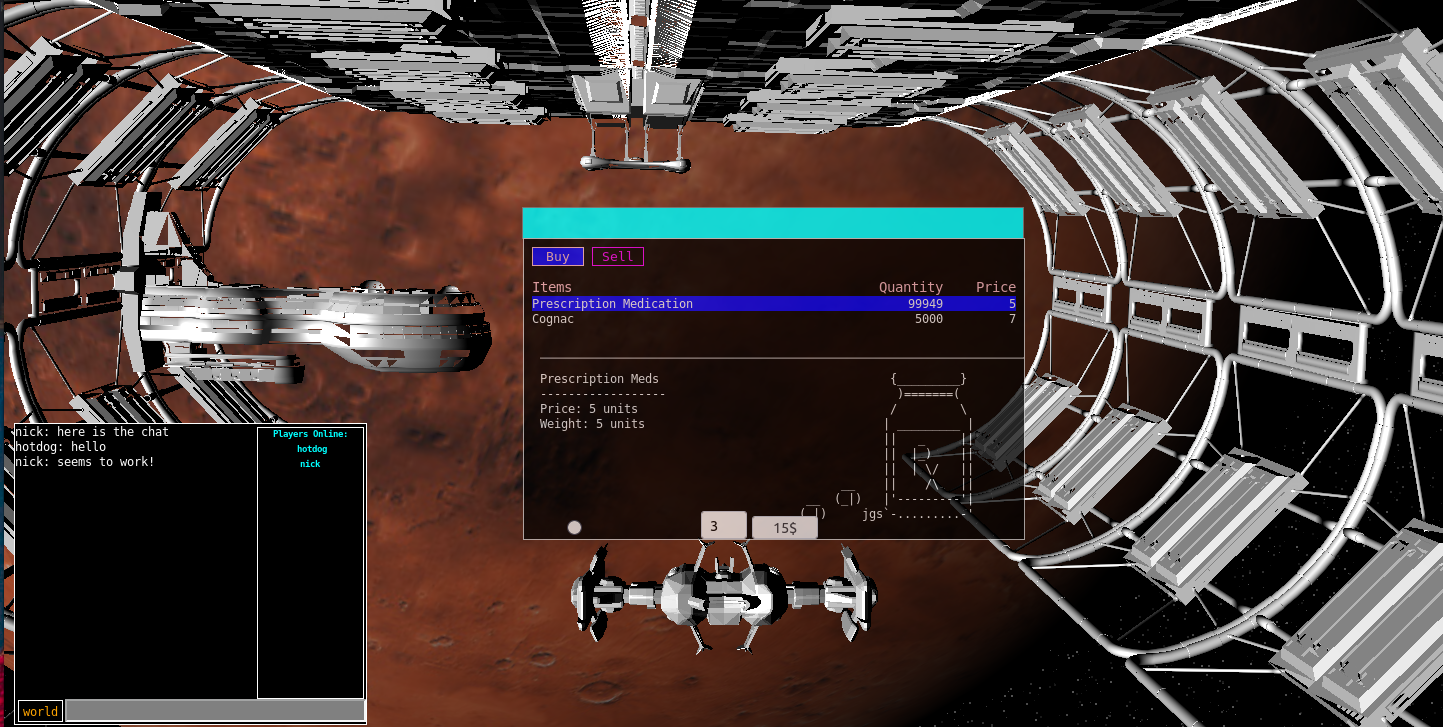 Buy Sell
Items Quantity Price
Prescription Medication 99949 5
Cognac 5000 7
Prescription Meds
------------------
Price: 5 units
Weight: 5 units
jgs
3 15$
nick: here is the chat
hotdog: hello
nick: seems to work!
Players Online:
hotdog
nick
world